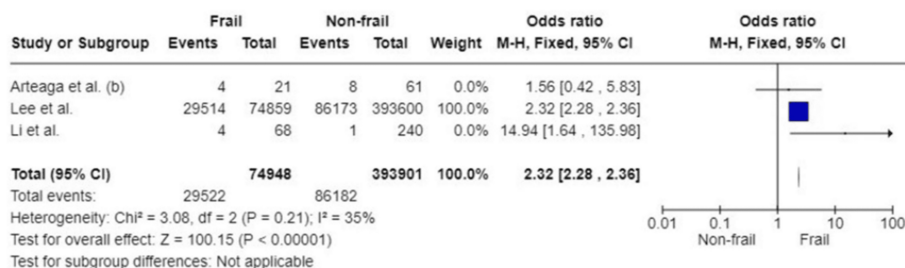 Frail Non-frail Odds ratio Odds ratio
Study or Subgroup Events Total Events Total Weight M-H, Fixed, 95% CI M-H, Fixed, 95% CI
Arteaga et al. (b) 4 21 8 61 0.0% 1.56 [0.42 , 5.83]
Lee et al. 29514 74859 86173 393600 100.0% 2.32 [2.28 , 2.36]
Li et al. 4 68 1 240 0.0% 14.94 [1.64 , 135.98]
Total (95% CI) 74948 393901 100.0% 2.32 [2.28 , 2.36]
Total events: 29522 86182
Heterogeneity: Chi² = 3.08, df = 2 (P = 0.21); I² = 35%
Test for overall effect: Z = 100.15 (P < 0.00001)
Test for subgroup differences: Not applicable
0.01 0.1 1 10 100
Non-frail Frail